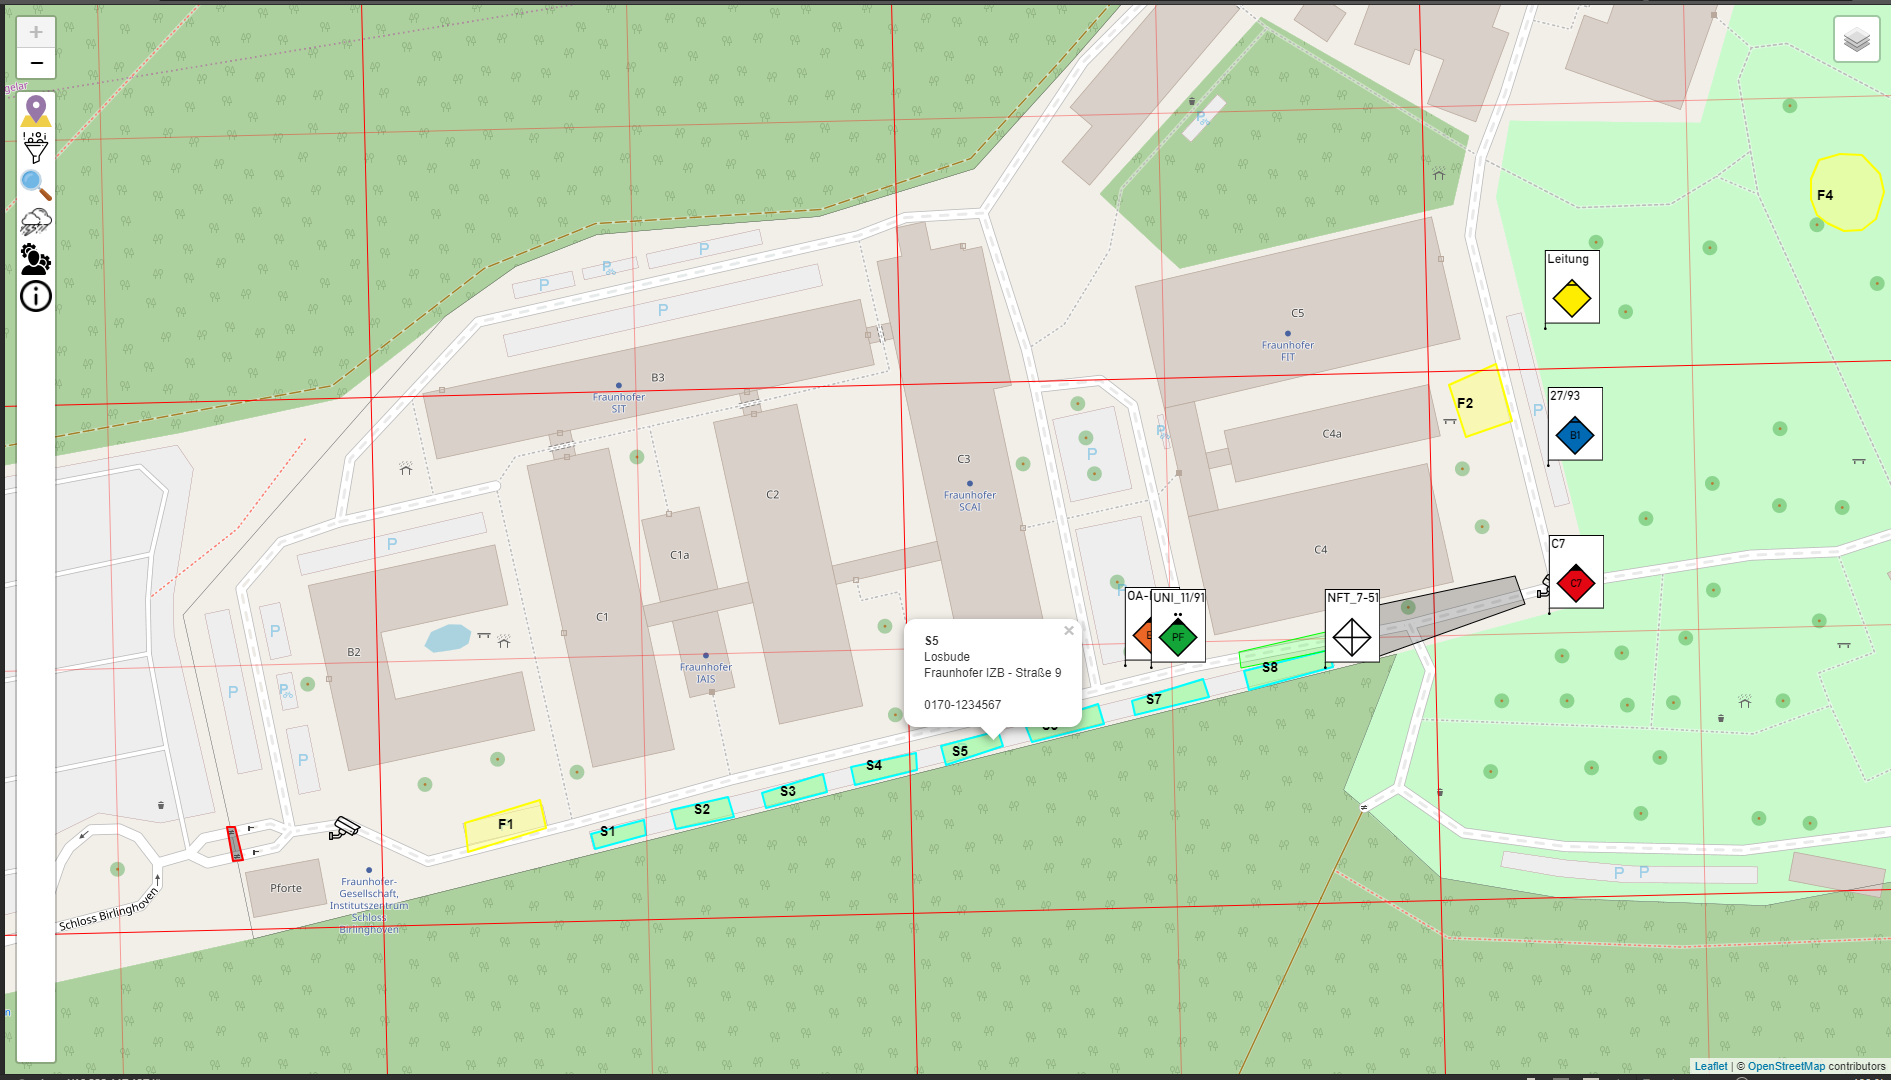 +
−
gelar
F4
Leitung
C5
Fraunhofer
FIT
B3
Fraunhofer
SIT
P
P
P
P
P
27/93
B1
F2
P
C4a
P
P
C3
Fraunhofer
SCAI
C2
C1a
C4
C7
C7
P
C1
B2
Fraunhofer
IAIS
P
P
P
P
P
OA-
UNI_11/91
PF
NFT_7-51
×
S5
Losbude
Fraunhofer IZB - Straße 9
0170-1234567
S8
S7
S5
S4
S3
S2
S1
F1
Pforte
Fraunhofer-
Gesellschaft,
Institutszentrum
Schloss
Birlinghoven
Schloss Birlinghoven
P
P
Leaflet | © OpenStreetMap contributors